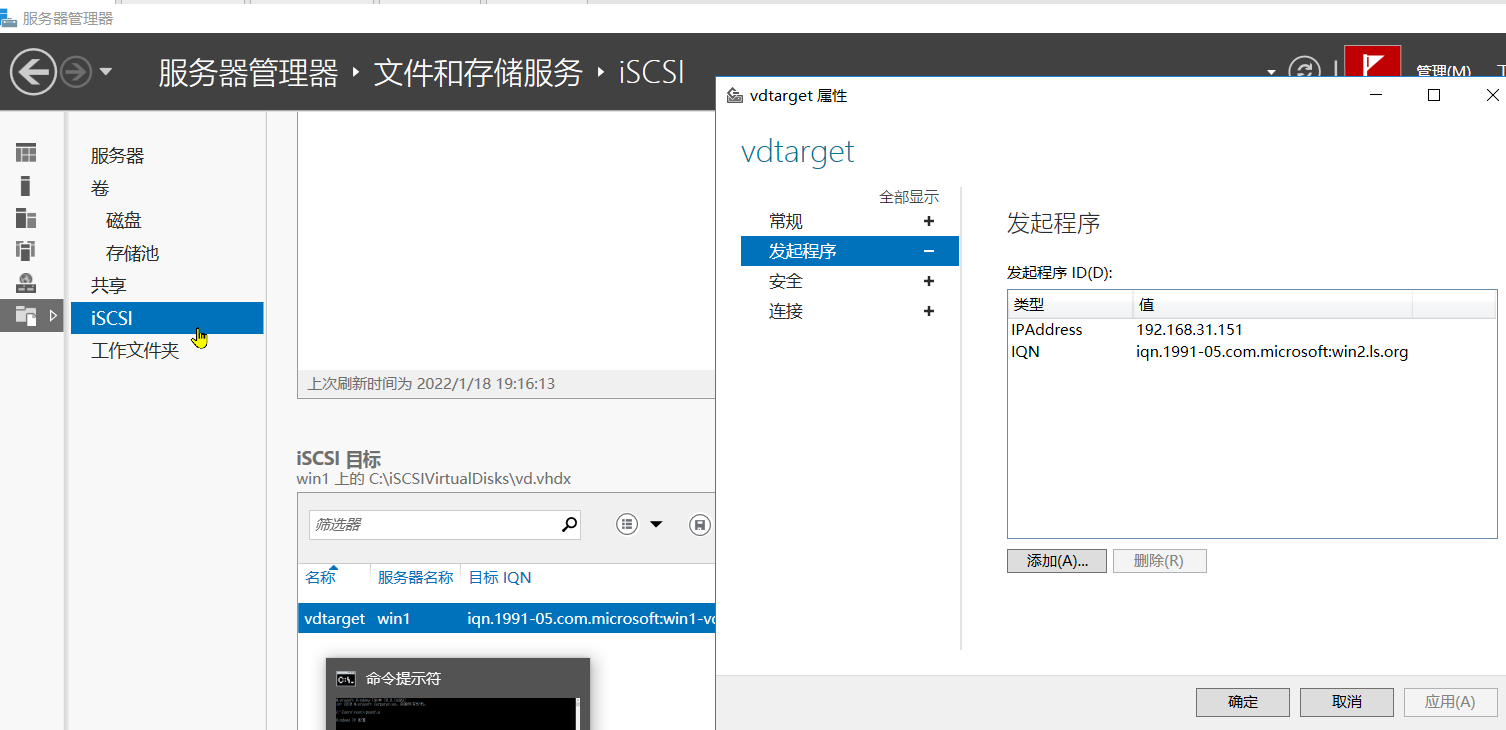 服务器管理器
服务器管理器 文件和存储服务 iSCSI
管理(M)
服务器
卷
磁盘
存储池
共享
iSCSI
工作文件夹
上次刷新时间为 2022/1/18 19:16:13
iSCSI 目标
win1 上的 C:\iSCSIVirtualDisks\vd.vhdx
筛选器
名称 服务器名称 目标 IQN
vdtarget win1 iqn.1991-05.com.microsoft:win1-vd
命令提示符
vdtarget 属性
vdtarget
全部显示
常规 +
发起程序 −
安全 +
连接 +
发起程序
发起程序 ID(D):
类型 值
IPAddress 192.168.31.151
IQN iqn.1991-05.com.microsoft:win2.ls.org
添加(A)... 删除(R)
确定 取消 应用(A)